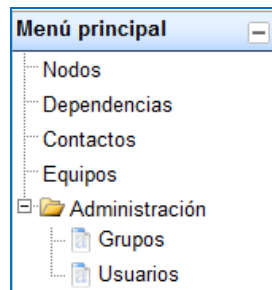 Menú principal
Nodos
Dependencias
Contactos
Equipos
Administración
Grupos
Usuarios